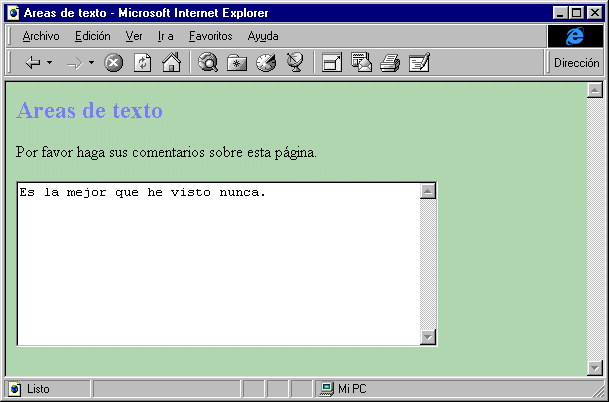 Areas de texto - Microsoft Internet Explorer
Archivo Edición Ver Ir a Favoritos Ayuda
Dirección
Areas de texto
Por favor haga sus comentarios sobre esta página.
Es la mejor que he visto nunca.
Listo Mi PC